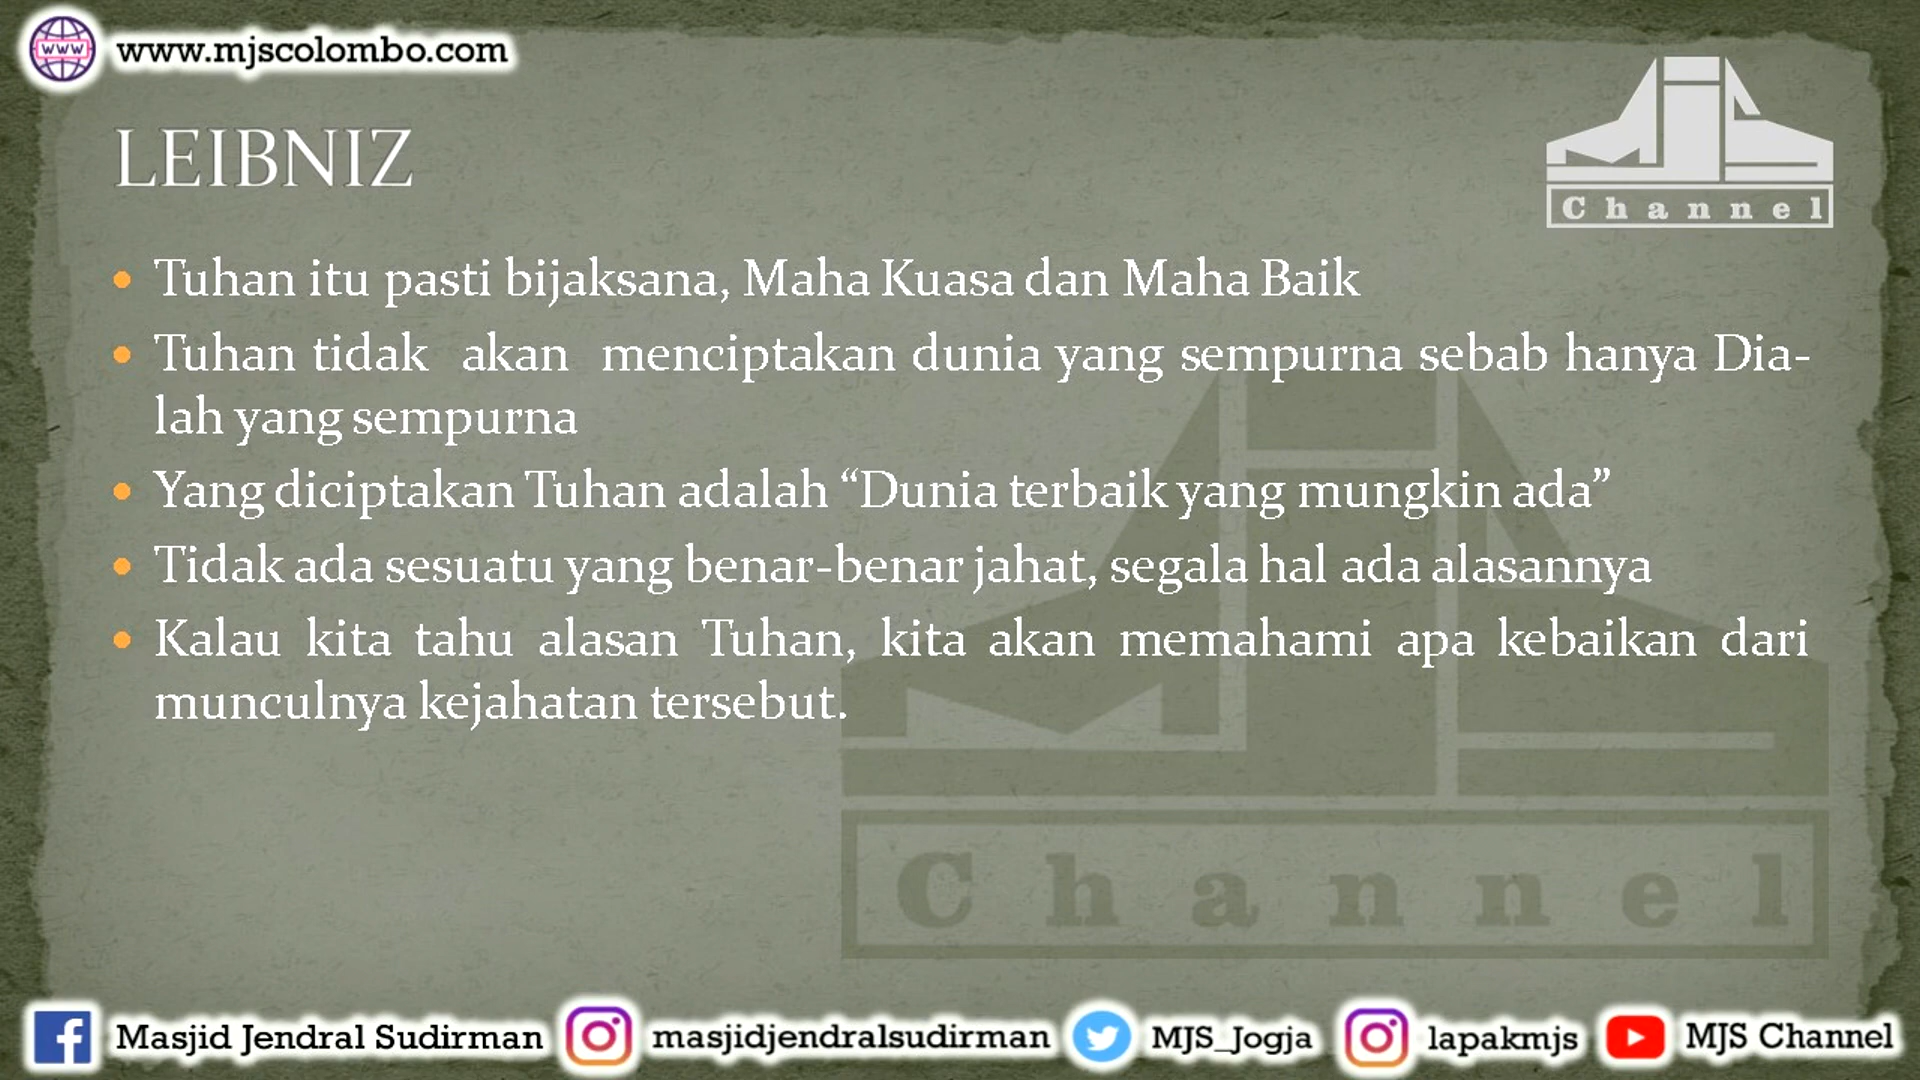 www.mjscolombo.com
LEIBNIZ
MJS
Channel
• Tuhan itu pasti bijaksana, Maha Kuasa dan Maha Baik
• Tuhan tidak akan menciptakan dunia yang sempurna sebab hanya Dia-
lah yang sempurna
• Yang diciptakan Tuhan adalah “Dunia terbaik yang mungkin ada”
• Tidak ada sesuatu yang benar-benar jahat, segala hal ada alasannya
• Kalau kita tahu alasan Tuhan, kita akan memahami apa kebaikan dari
munculnya kejahatan tersebut.
Channel
Masjid Jendral Sudirman masjidjendralsudirman MJS_Jogja lapakmjs MJS Channel